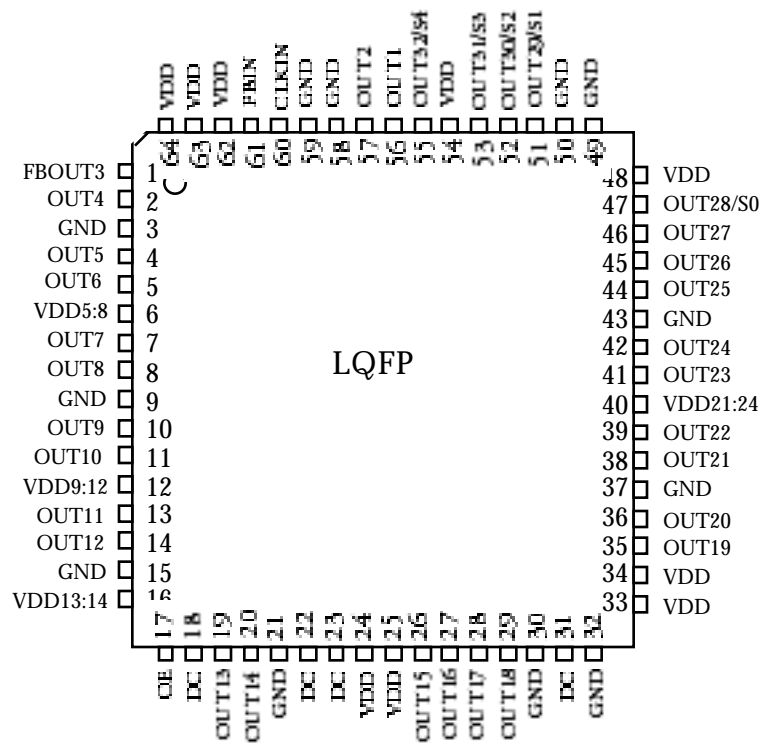 VDD VDD VDD FBIN CLKIN GND GND OUT2 OUT1 OUT32/S4 VDD OUT31/S3 OUT30/S2 OUT29/S1 GND GND
64 63 62 61 60 59 58 57 56 55 54 53 52 51 50 49
FBOUT3 1
OUT4 2
GND 3
OUT5 4
OUT6 5
VDD5:8 6
OUT7 7
OUT8 8
GND 9
OUT9 10
OUT10 11
VDD9:12 12
OUT11 13
OUT12 14
GND 15
VDD13:14 16
LQFP
48 VDD
47 OUT28/S0
46 OUT27
45 OUT26
44 OUT25
43 GND
42 OUT24
41 OUT23
40 VDD21:24
39 OUT22
38 OUT21
37 GND
36 OUT20
35 OUT19
34 VDD
33 VDD
17 18 19 20 21 22 23 24 25 26 27 28 29 30 31 32
OE DC OUT13 OUT14 GND DC DC VDD VDD OUT15 OUT16 OUT17 OUT18 GND DC GND